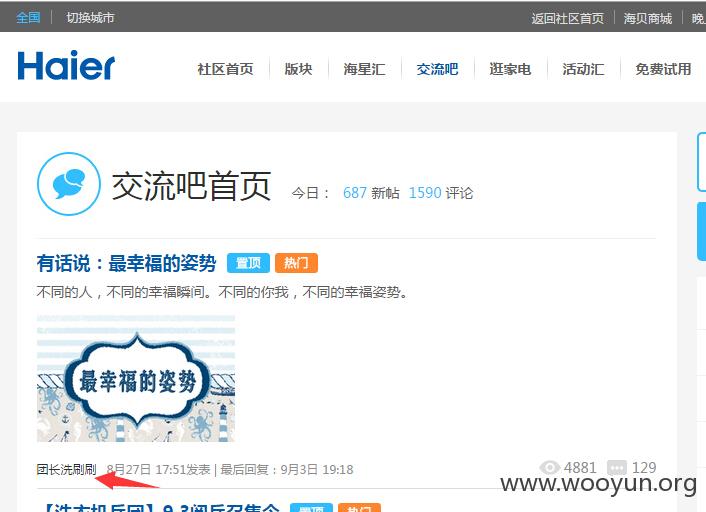 全国 切换城市 返回社区首页 海贝商城
Haier 社区首页 版块 海星汇 交流吧 逛家电 活动汇 免费试用
交流吧首页 今日： 687 新帖 1590 评论
有话说：最幸福的姿势 置顶 热门
不同的人，不同的幸福瞬间。不同的你我，不同的幸福姿势。
最幸福的姿势
团长洗刷刷 8月27日 17:51发表 | 最后回复：9月3日 19:18 4881 129
www.wooyun.org
【洗衣机兵团】9.3阅兵召集令 置顶 热门